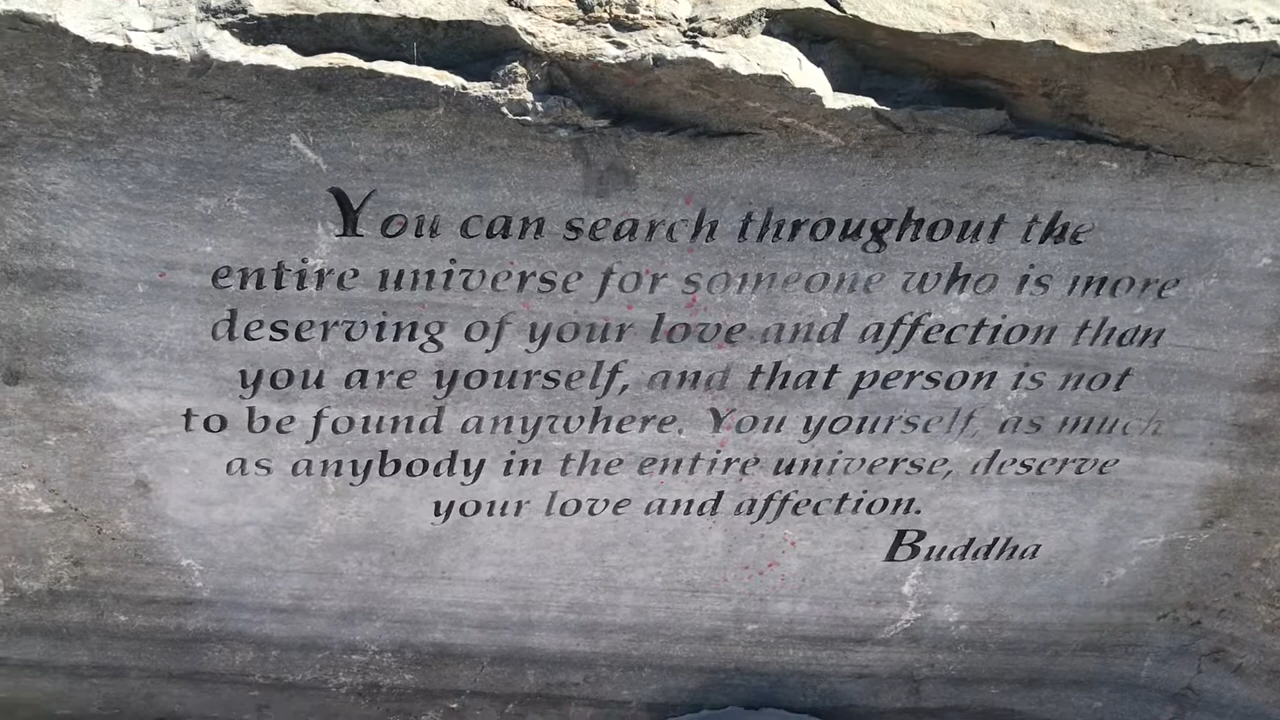 You can search throughout the
entire universe for someone who is more
deserving of your love and affection than
you are yourself, and that person is not
to be found anywhere. You yourself, as much
as anybody in the entire universe, deserve
your love and affection.
Buddha